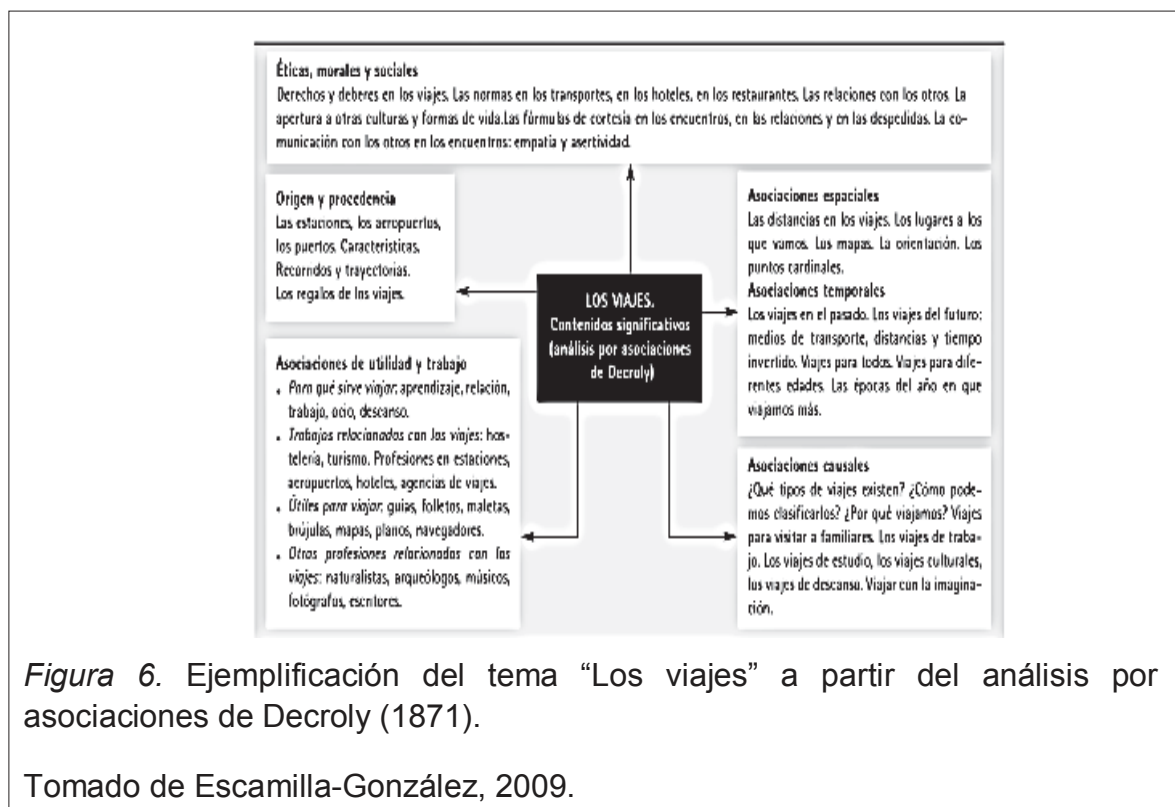 Éticas, morales y sociales
Derechos y deberes en los viajes. Las normas en los transportes, en los hoteles, en los restaurantes. Las relaciones con los otros. La
apertura a otras culturas y formas de vida.Las fórmulas de cortesía en los encuentros, en las relaciones y en las despedidas. La co-
municación con los otros en los encuentros: empatía y asertividad.
Origen y procedencia
Las estaciones, los aeropuertos,
los puertos. Características.
Recorridos y trayectorias.
Los regalos de los viajes.
Asociaciones espaciales
Las distancias en los viajes. Los lugares a los
que vamos. Los mapas. La orientación. Los
puntos cardinales.
Asociaciones temporales
Los viajes en el pasado. Los viajes del futuro:
medios de transporte, distancias y tiempo
invertido. Viajes para todos. Viajes para dife-
rentes edades. Las épocas del año en que
viajamos más.
LOS VIAJES.
Contenidos significativos
(análisis por asociaciones
de Decroly)
Asociaciones de utilidad y trabajo
• Para qué sirve viajar: aprendizaje, relación,
trabajo, ocio, descanso.
• Trabajos relacionados con los viajes: hos-
telería, turismo. Profesiones en estaciones,
aeropuertos, hoteles, agencias de viajes.
• Útiles para viajar: guías, folletos, maletas,
brújulas, mapas, planos, navegadores.
• Otras profesiones relacionadas con los
viajes: naturalistas, arqueólogos, músicos,
fotógrafos, escritores.
Asociaciones causales
¿Qué tipos de viajes existen? ¿Cómo pode-
mos clasificarlos? ¿Por qué viajamos? Viajes
para visitar a familiares. Los viajes de traba-
jo. Los viajes de estudio, los viajes culturales,
los viajes de descanso. Viajar con la imagina-
ción.
Figura 6. Ejemplificación del tema “Los viajes” a partir del análisis por
asociaciones de Decroly (1871).
Tomado de Escamilla-González, 2009.